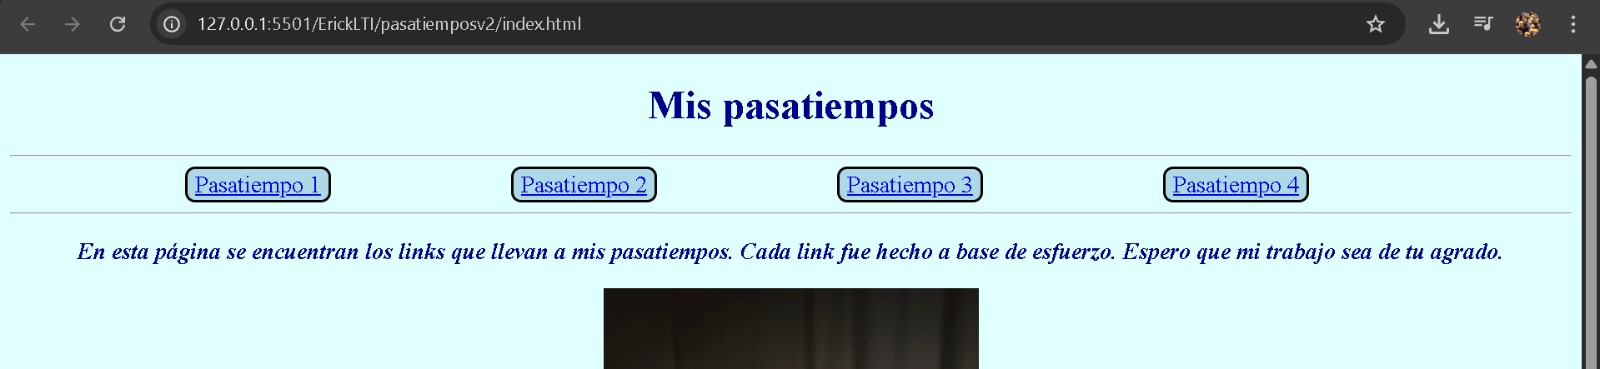 127.0.0.1:5501/ErickLTI/pasatiemposv2/index.html
Mis pasatiempos
Pasatiempo 1 Pasatiempo 2 Pasatiempo 3 Pasatiempo 4
En esta página se encuentran los links que llevan a mis pasatiempos. Cada link fue hecho a base de esfuerzo. Espero que mi trabajo sea de tu agrado.